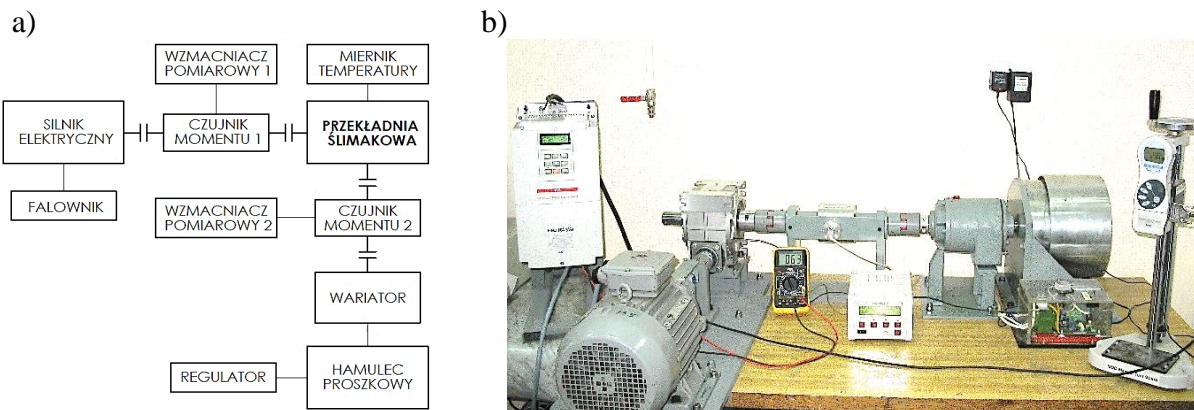 a)
b)
WZMACNIACZ
POMIAROWY 1
MIERNIK
TEMPERATURY
SILNIK
ELEKTRYCZNY
CZUJNIK
MOMENTU 1
PRZEKŁADNIA
ŚLIMAKOWA
FALOWNIK
WZMACNIACZ
POMIAROWY 2
CZUJNIK
MOMENTU 2
WARIATOR
REGULATOR
HAMULEC
PROSZKOWY
063